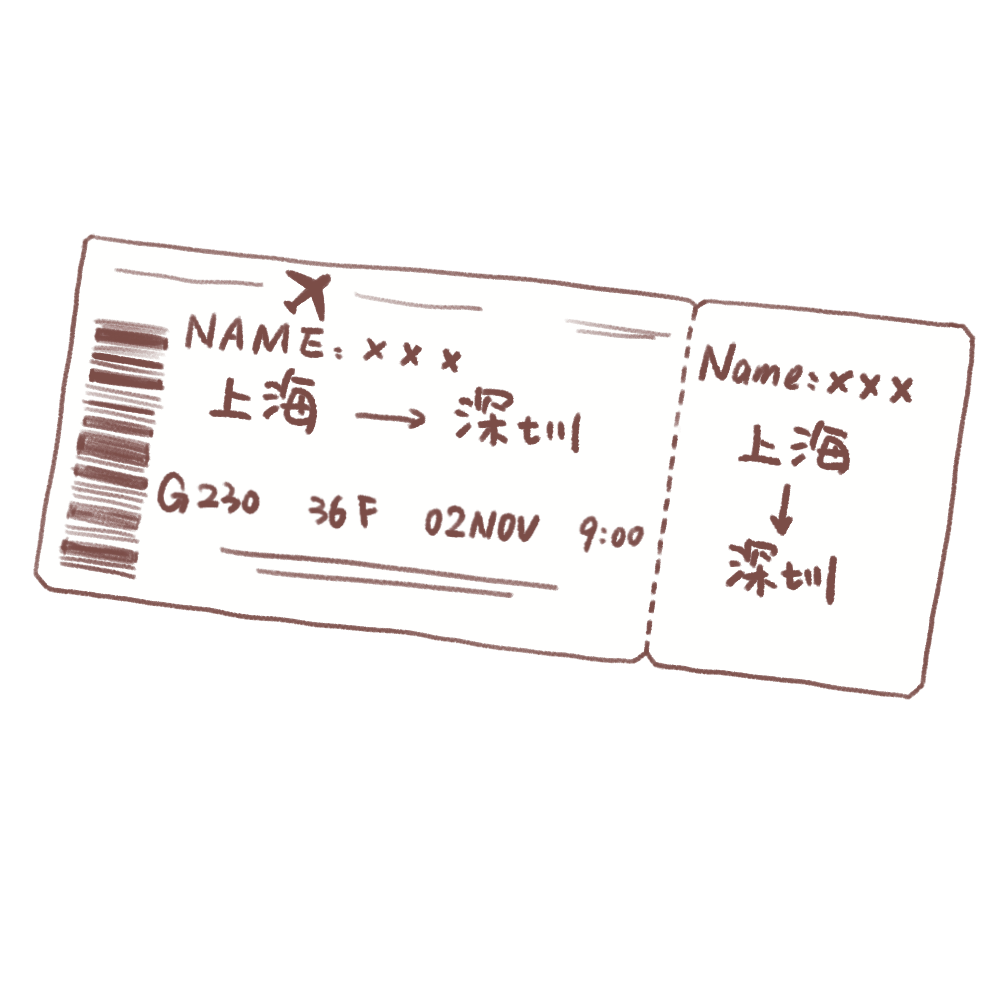 NAME: x x x
上海 → 深圳
G230 36F 02NOV 9:00
Name: x x x
上海
↓
深圳